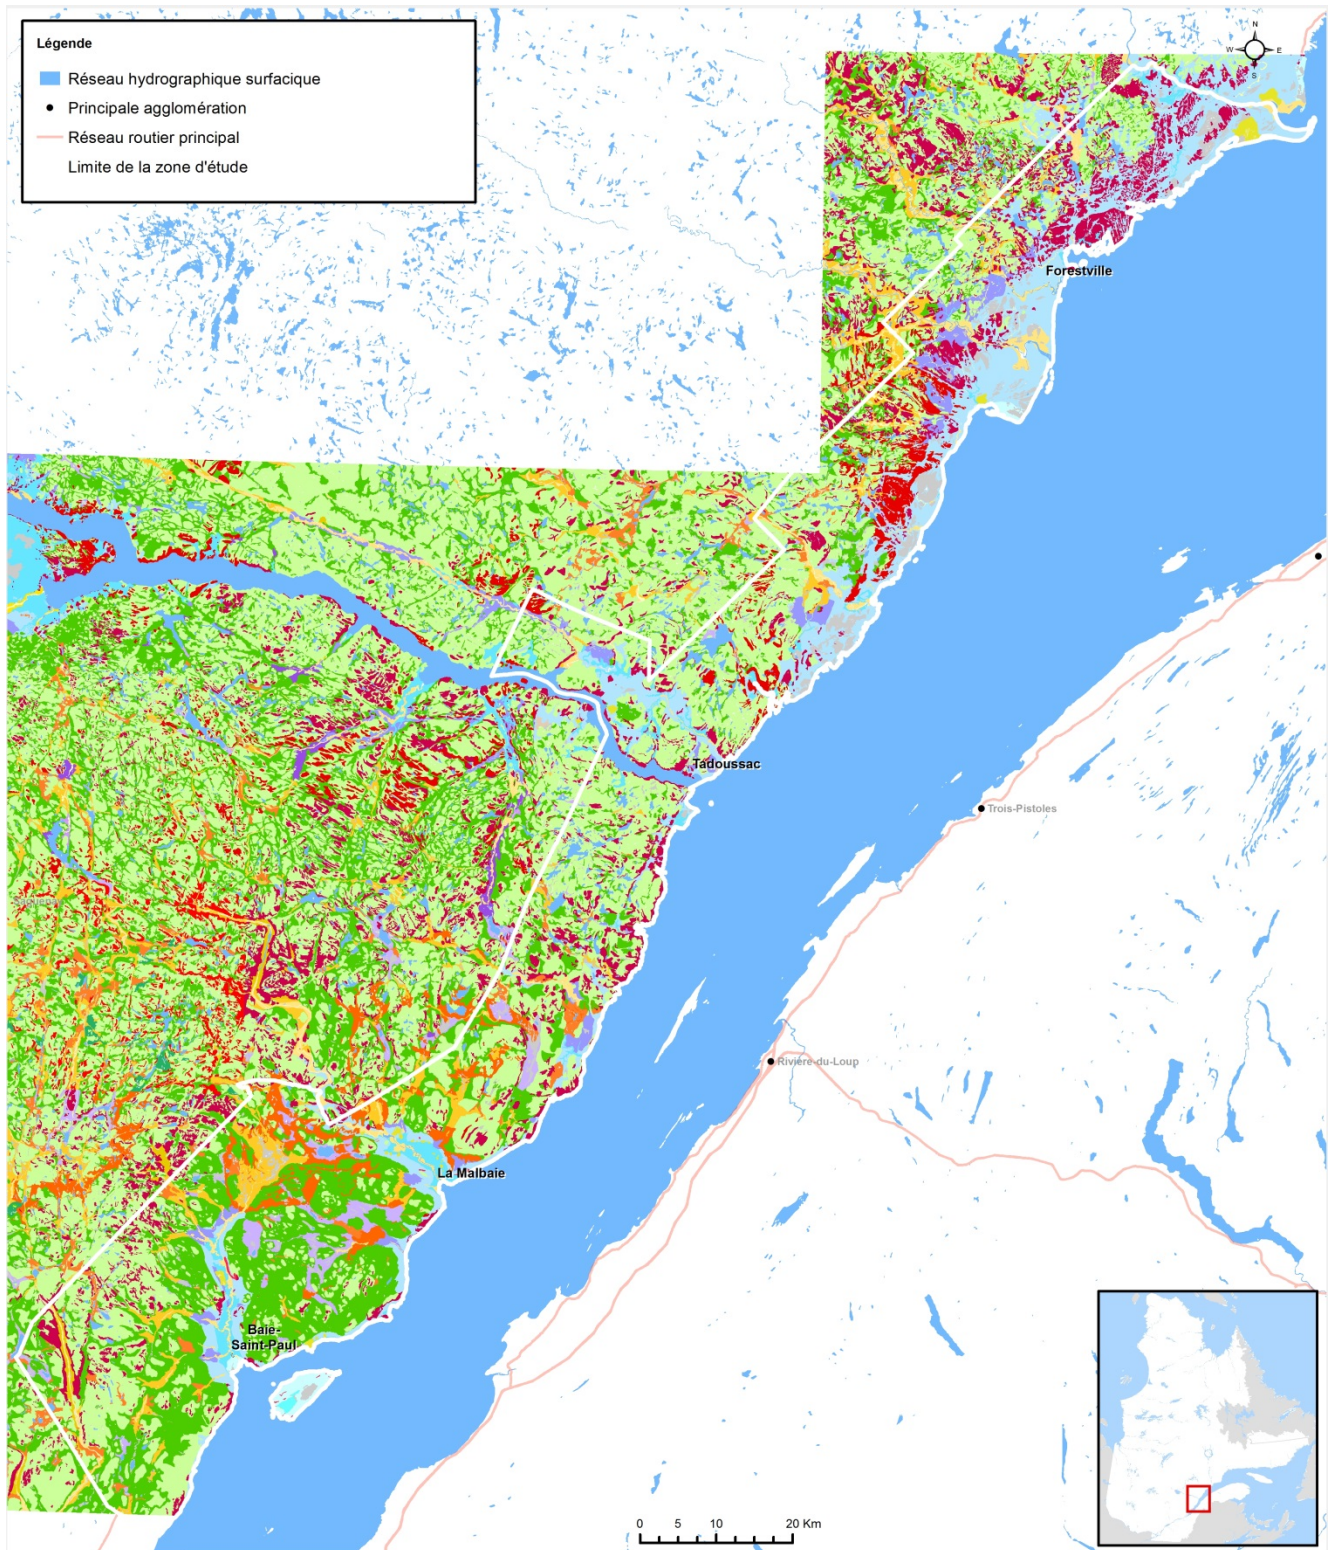 Légende
Réseau hydrographique surfacique
Principale agglomération
Réseau routier principal
Limite de la zone d'étude
N
W
E
S
Forestville
Tadoussac
Trois-Pistoles
Saguenay
Rivière-du-Loup
La Malbaie
Baie-
Saint-Paul
0 5 10 20 Km